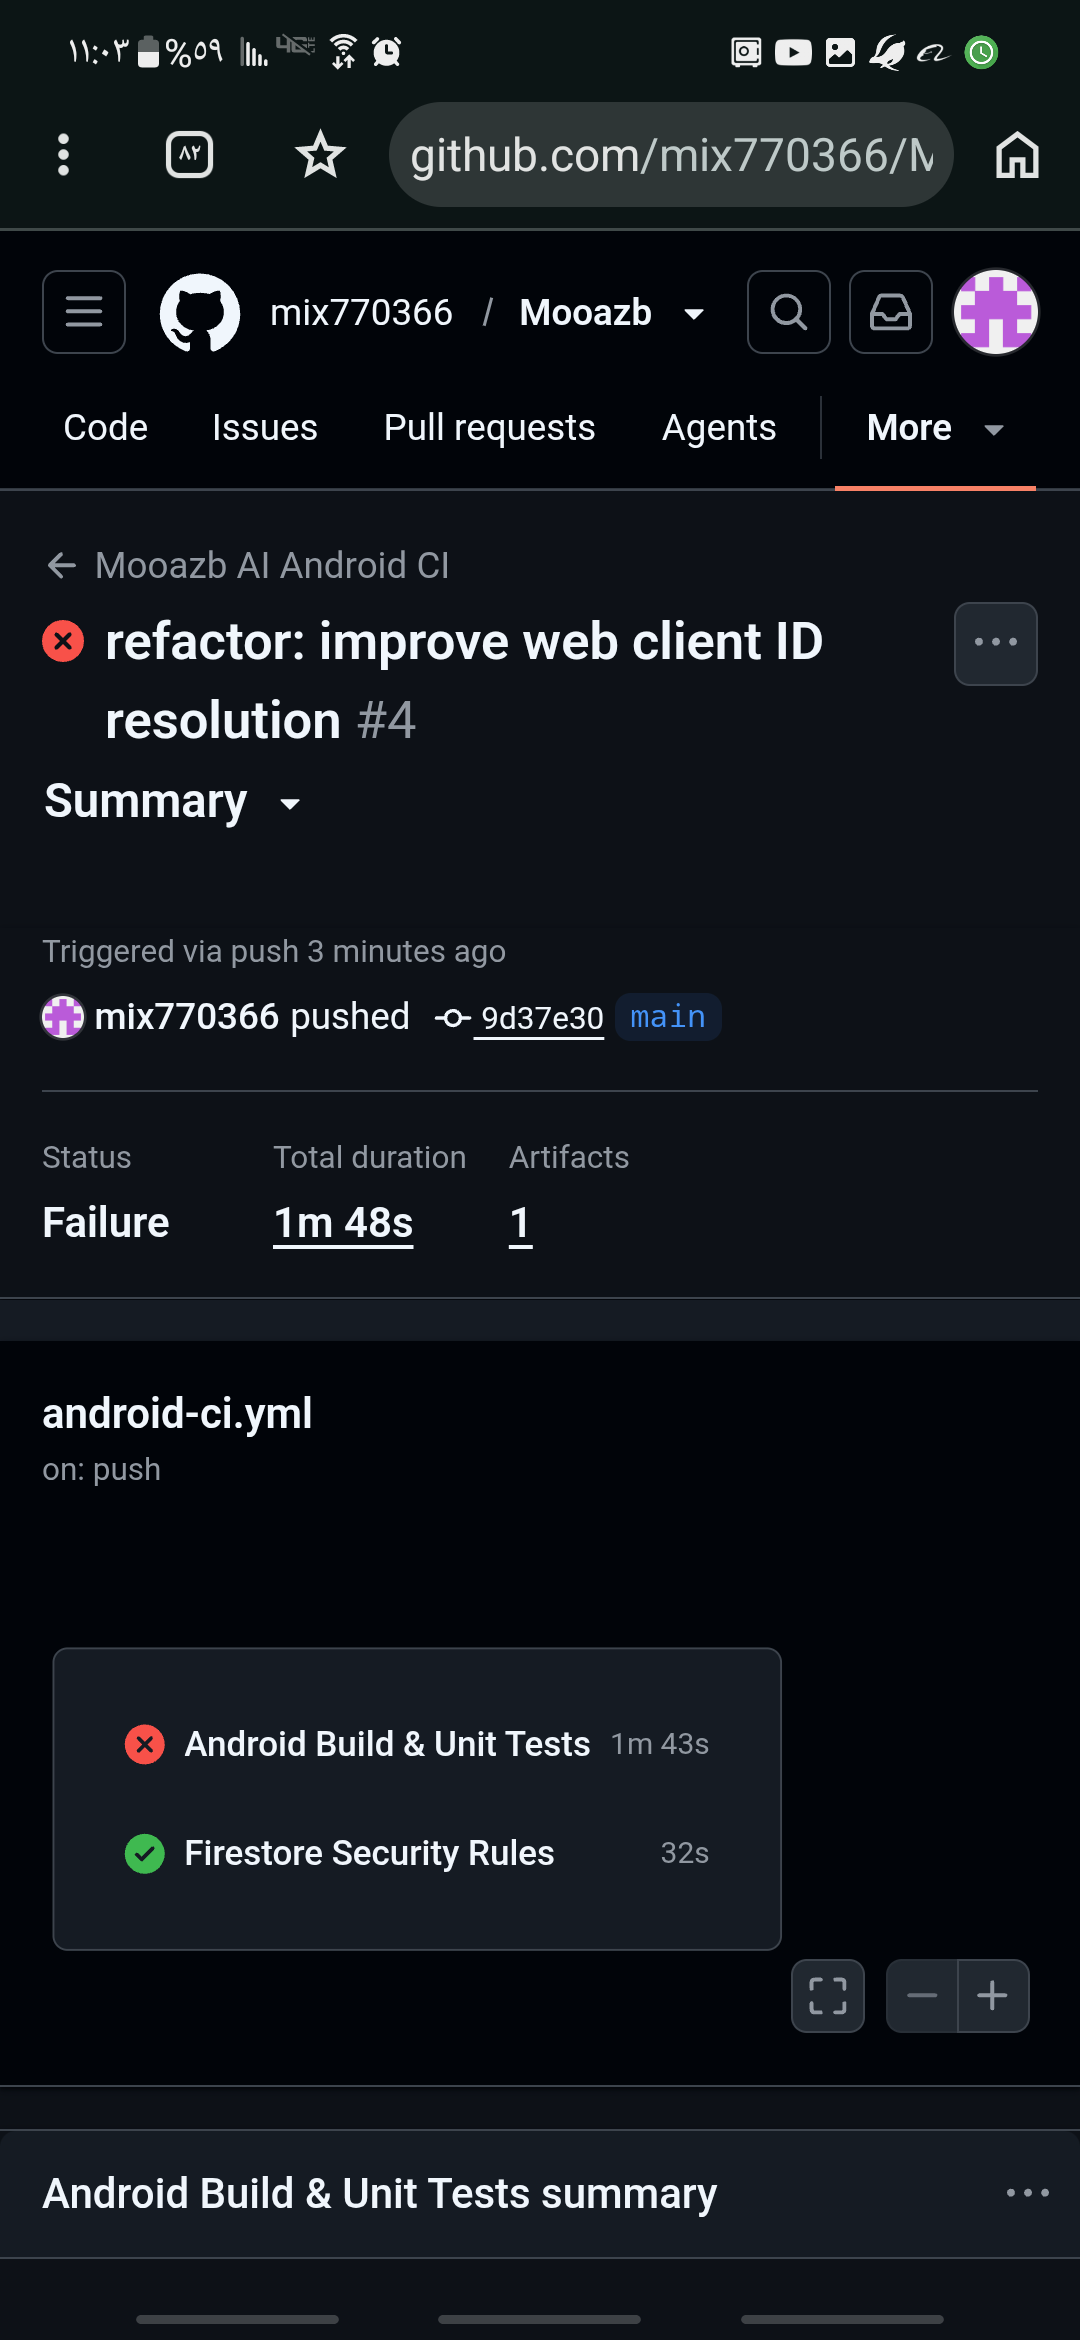 ١١:٠٣ %٥٩ 4G LTE
٨٢ github.com/mix770366/M
mix770366 / Mooazb
Code Issues Pull requests Agents More
Mooazb AI Android CI
refactor: improve web client ID
resolution #4
Summary
Triggered via push 3 minutes ago
mix770366 pushed 9d37e30 main
Status Total duration Artifacts
Failure 1m 48s 1
android-ci.yml
on: push
Android Build & Unit Tests 1m 43s
Firestore Security Rules 32s
Android Build & Unit Tests summary